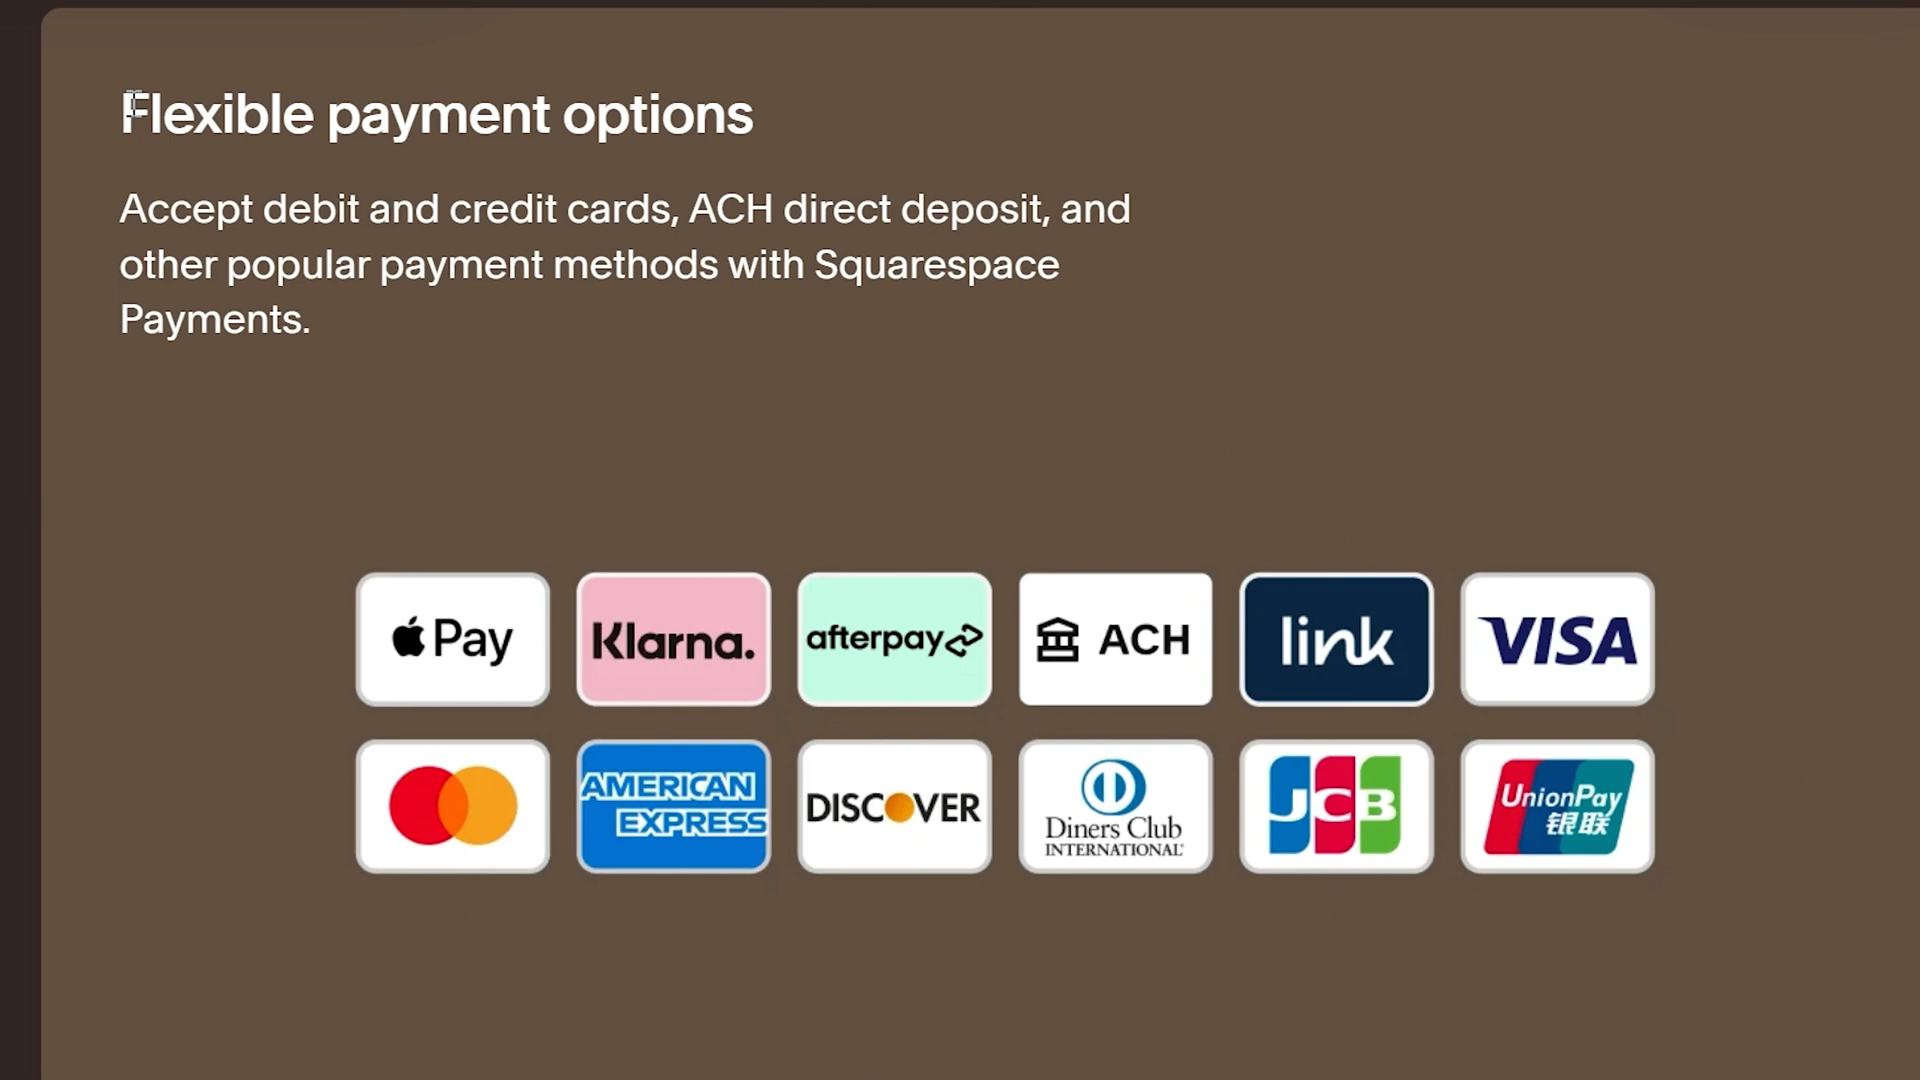 Flexible payment options
Accept debit and credit cards, ACH direct deposit, and
other popular payment methods with Squarespace
Payments.
Pay
Klarna.
afterpay
ACH
link
VISA
AMERICAN
EXPRESS
DISCOVER
Diners Club
INTERNATIONAL
JCB
UnionPay
银联